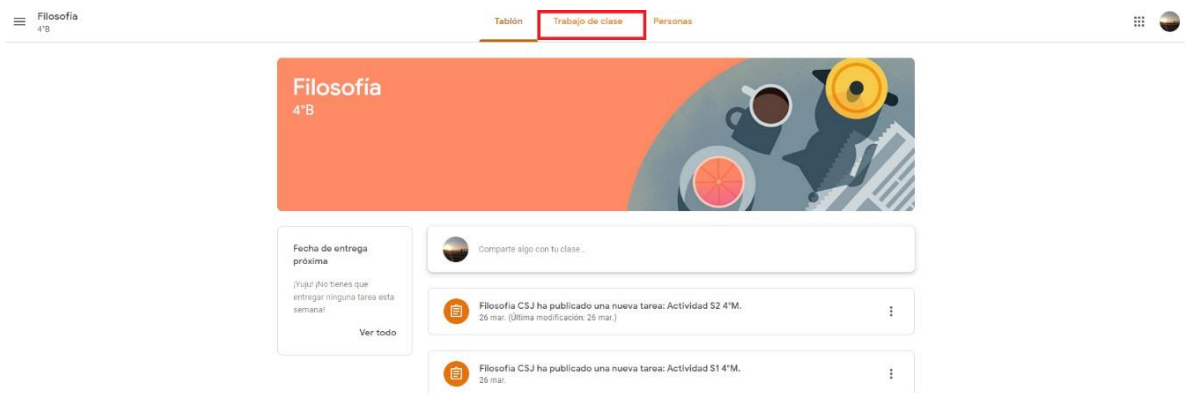 Filosofía
4°B
Tablón
Trabajo de clase
Personas
Filosofía
4°B
Fecha de entrega
próxima
¡Yuju! ¡No tienes que
entregar ninguna tarea esta
semana!
Ver todo
Comparte algo con tu clase...
Filosofía CSJ ha publicado una nueva tarea: Actividad S2 4°M.
26 mar. (Última modificación: 26 mar.)
Filosofía CSJ ha publicado una nueva tarea: Actividad S1 4°M.
26 mar.